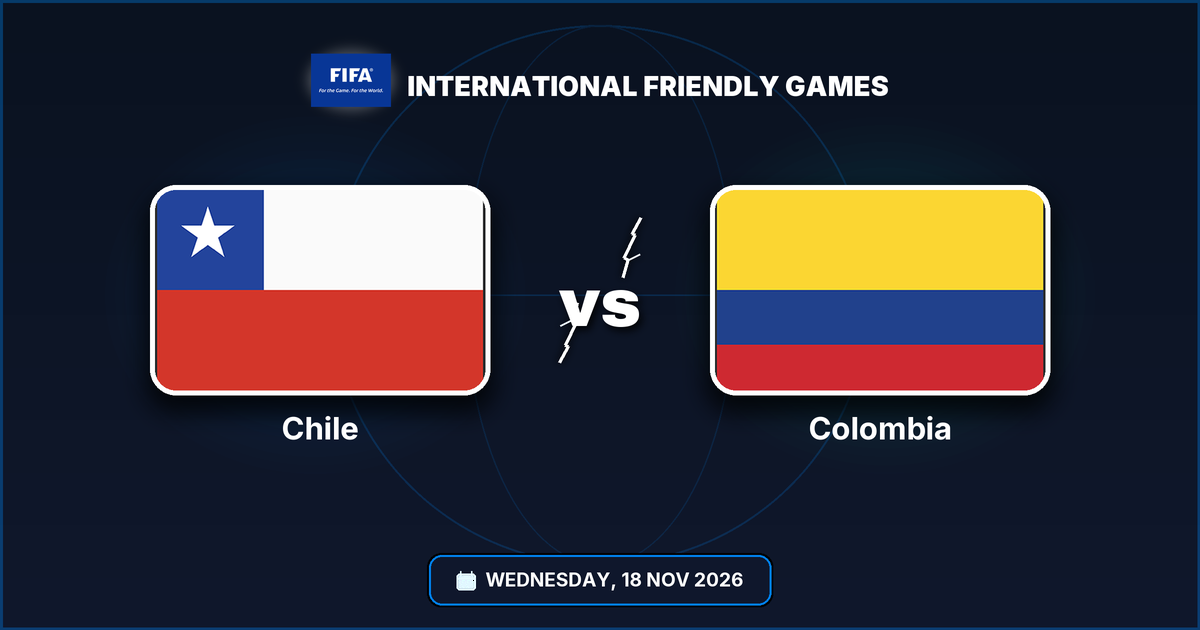 FIFA®
For the Game. For the World.
INTERNATIONAL FRIENDLY GAMES
VS
Chile
Colombia
WEDNESDAY, 18 NOV 2026